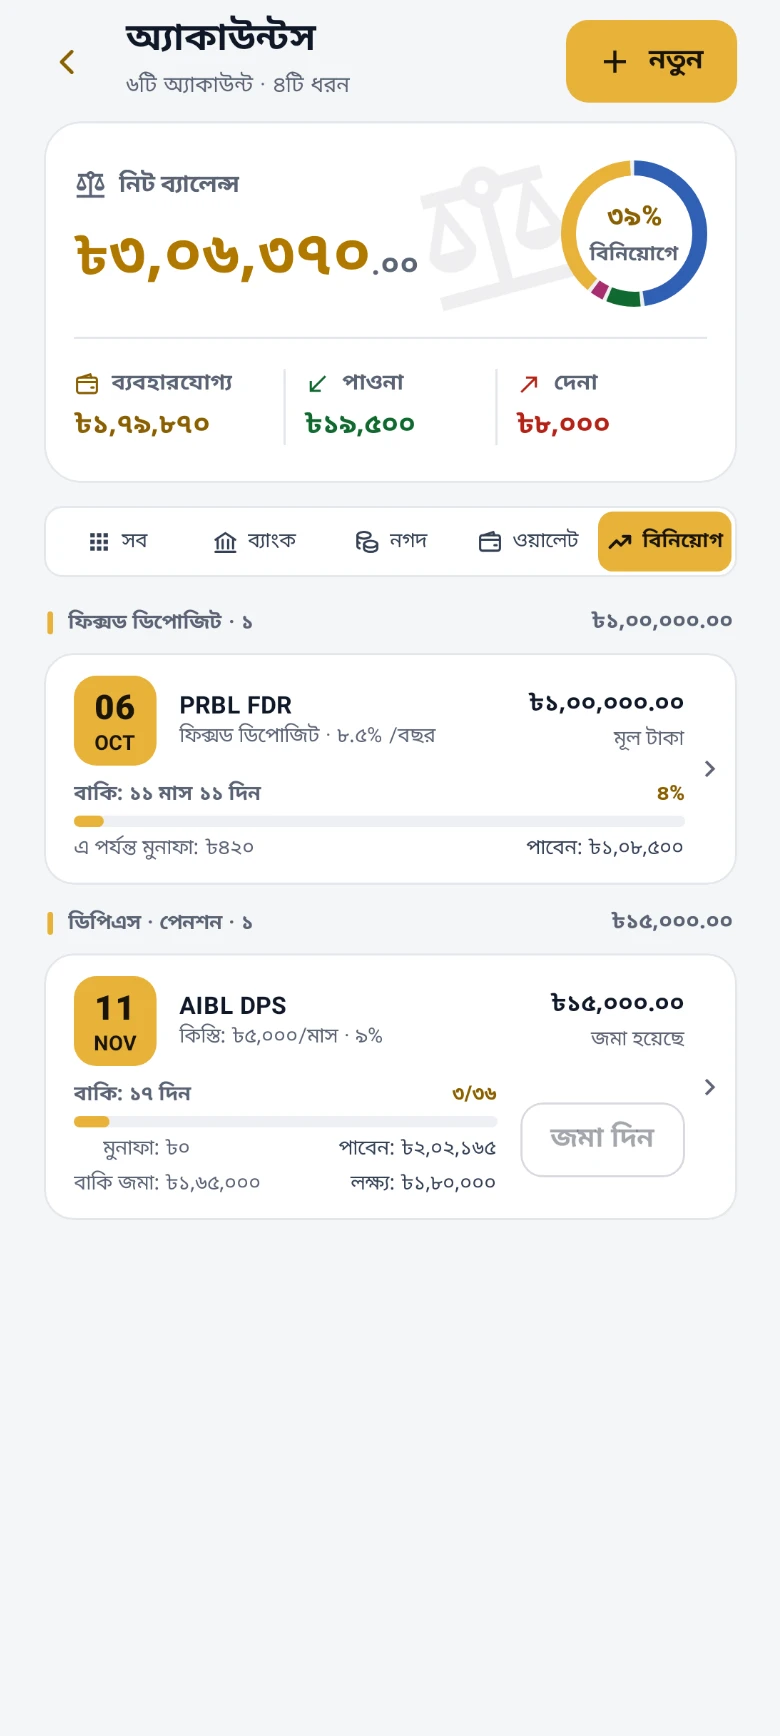 অ্যাকাউন্টস
৬টি অ্যাকাউন্ট · ৪টি ধরন
+ নতুন
নিট ব্যালেন্স
৳৩,০৬,৩৭০.০০
৩৯%
বিনিয়োগে
ব্যবহারযোগ্য
৳১,৭৯,৮৭০
পাওনা
৳১৯,৫০০
দেনা
৳৮,০০০
সব
ব্যাংক
নগদ
ওয়ালেট
বিনিয়োগ
ফিক্সড ডিপোজিট · ১ ৳১,০০,০০০.০০
06
OCT
PRBL FDR
ফিক্সড ডিপোজিট · ৮.৫% /বছর
৳১,০০,০০০.০০
মূল টাকা
বাকি: ১১ মাস ১১ দিন ৪%
এ পর্যন্ত মুনাফা: ৳৪২০ পাবেন: ৳১,০৮,৫০০
ডিপিএস · পেনশন · ১ ৳১৫,০০০.০০
11
NOV
AIBL DPS
কিস্তি: ৳৫,০০০/মাস · ৯%
৳১৫,০০০.০০
জমা হয়েছে
বাকি: ১৭ দিন ৩/৩৬
মুনাফা: ৳০ পাবেন: ৳২,০২,১৬৫
বাকি জমা: ৳১,৬৫,০০০ লক্ষ্য: ৳১,৮০,০০০
জমা দিন